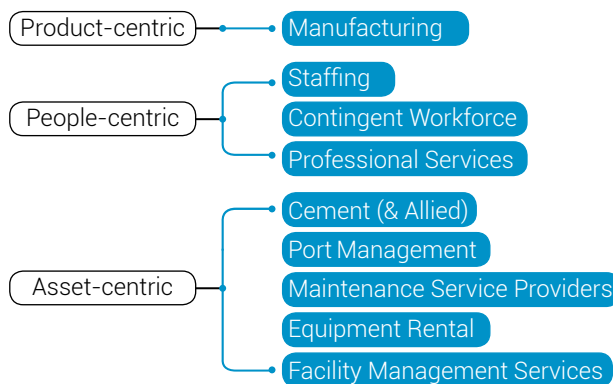 Product-centric
Manufacturing
People-centric
Staffing
Contingent Workforce
Professional Services
Asset-centric
Cement (& Allied)
Port Management
Maintenance Service Providers
Equipment Rental
Facility Management Services